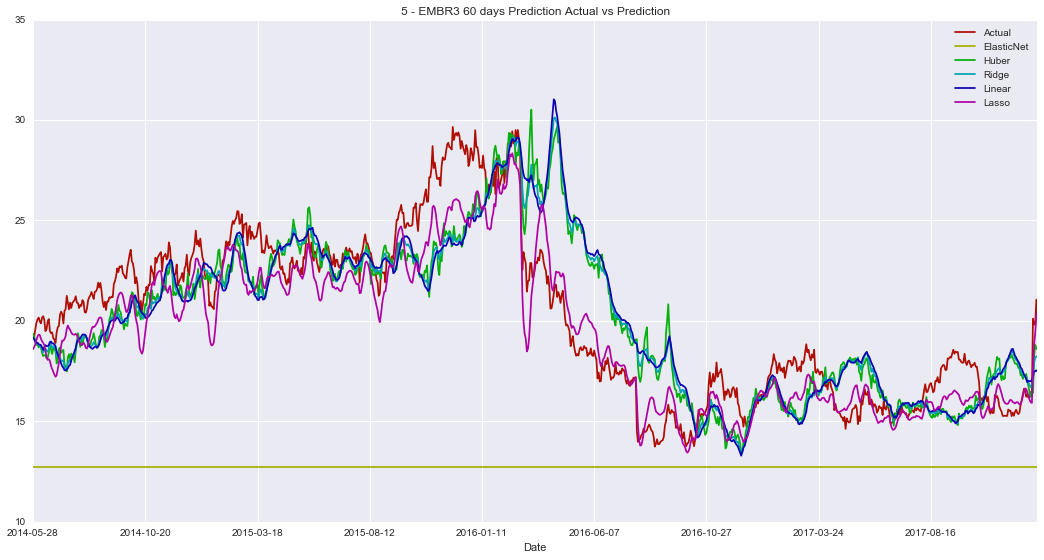 5 - EMBR3 60 days Prediction Actual vs Prediction
35
30
25
20
15
10
Actual
ElasticNet
Huber
Ridge
Linear
Lasso
2014-05-28 2014-10-20 2015-03-18 2015-08-12 2016-01-11 2016-06-07 2016-10-27 2017-03-24 2017-08-16
Date